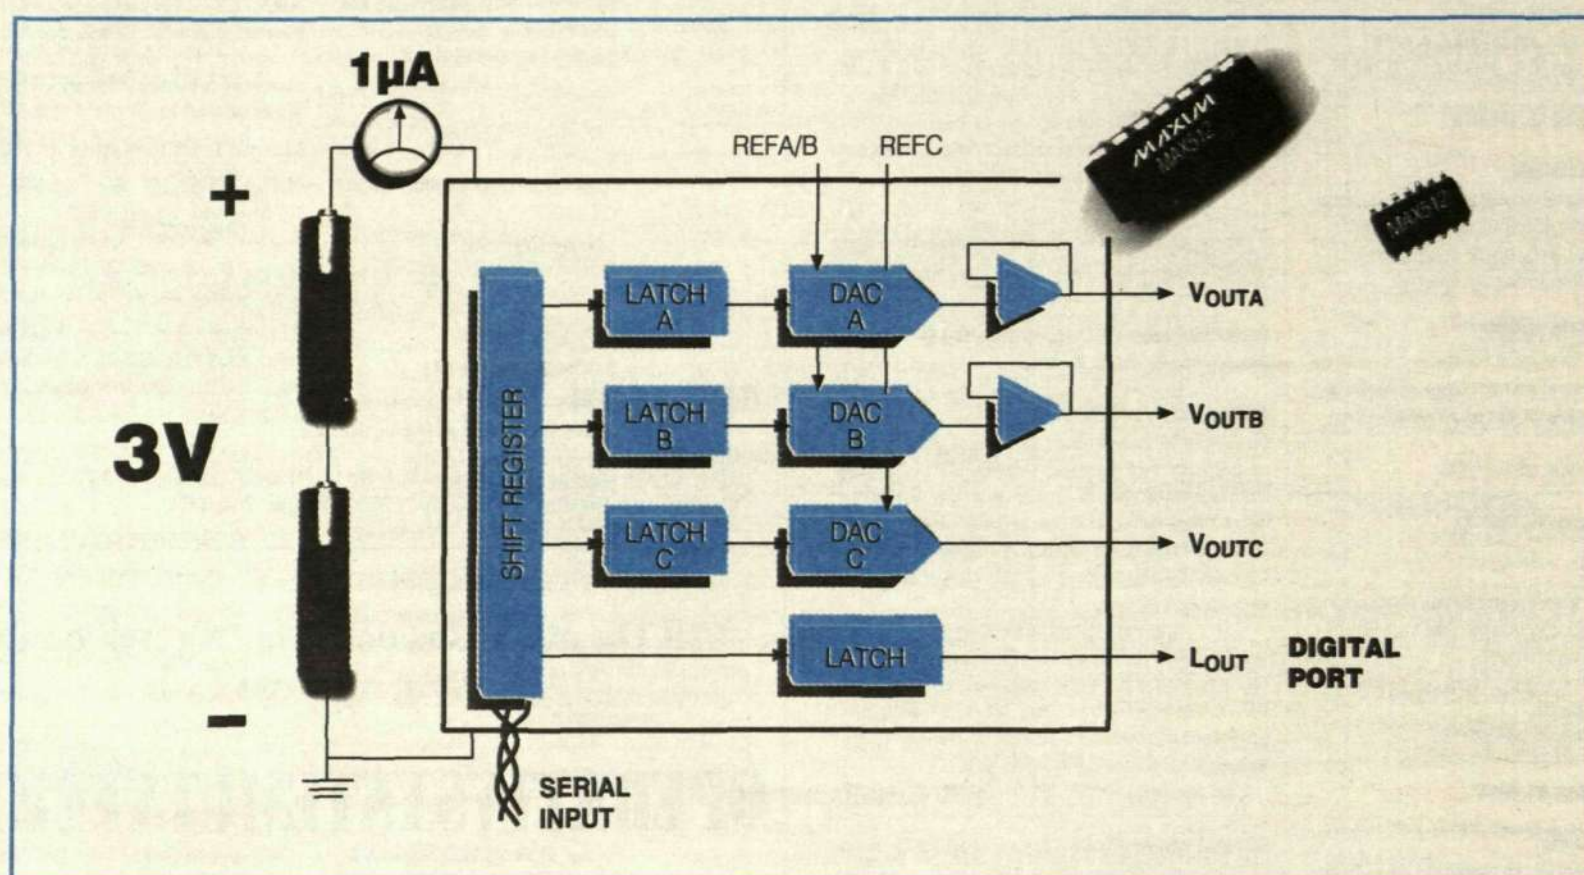 1µA
REFA/B
REFC
MAXIM
MAX512
MAX512
+
3V
−
SHIFT REGISTER
LATCH
A
DAC
A
VOUTA
LATCH
B
DAC
B
VOUTB
LATCH
C
DAC
C
VOUTC
LATCH
LOUT
DIGITAL
PORT
SERIAL
INPUT